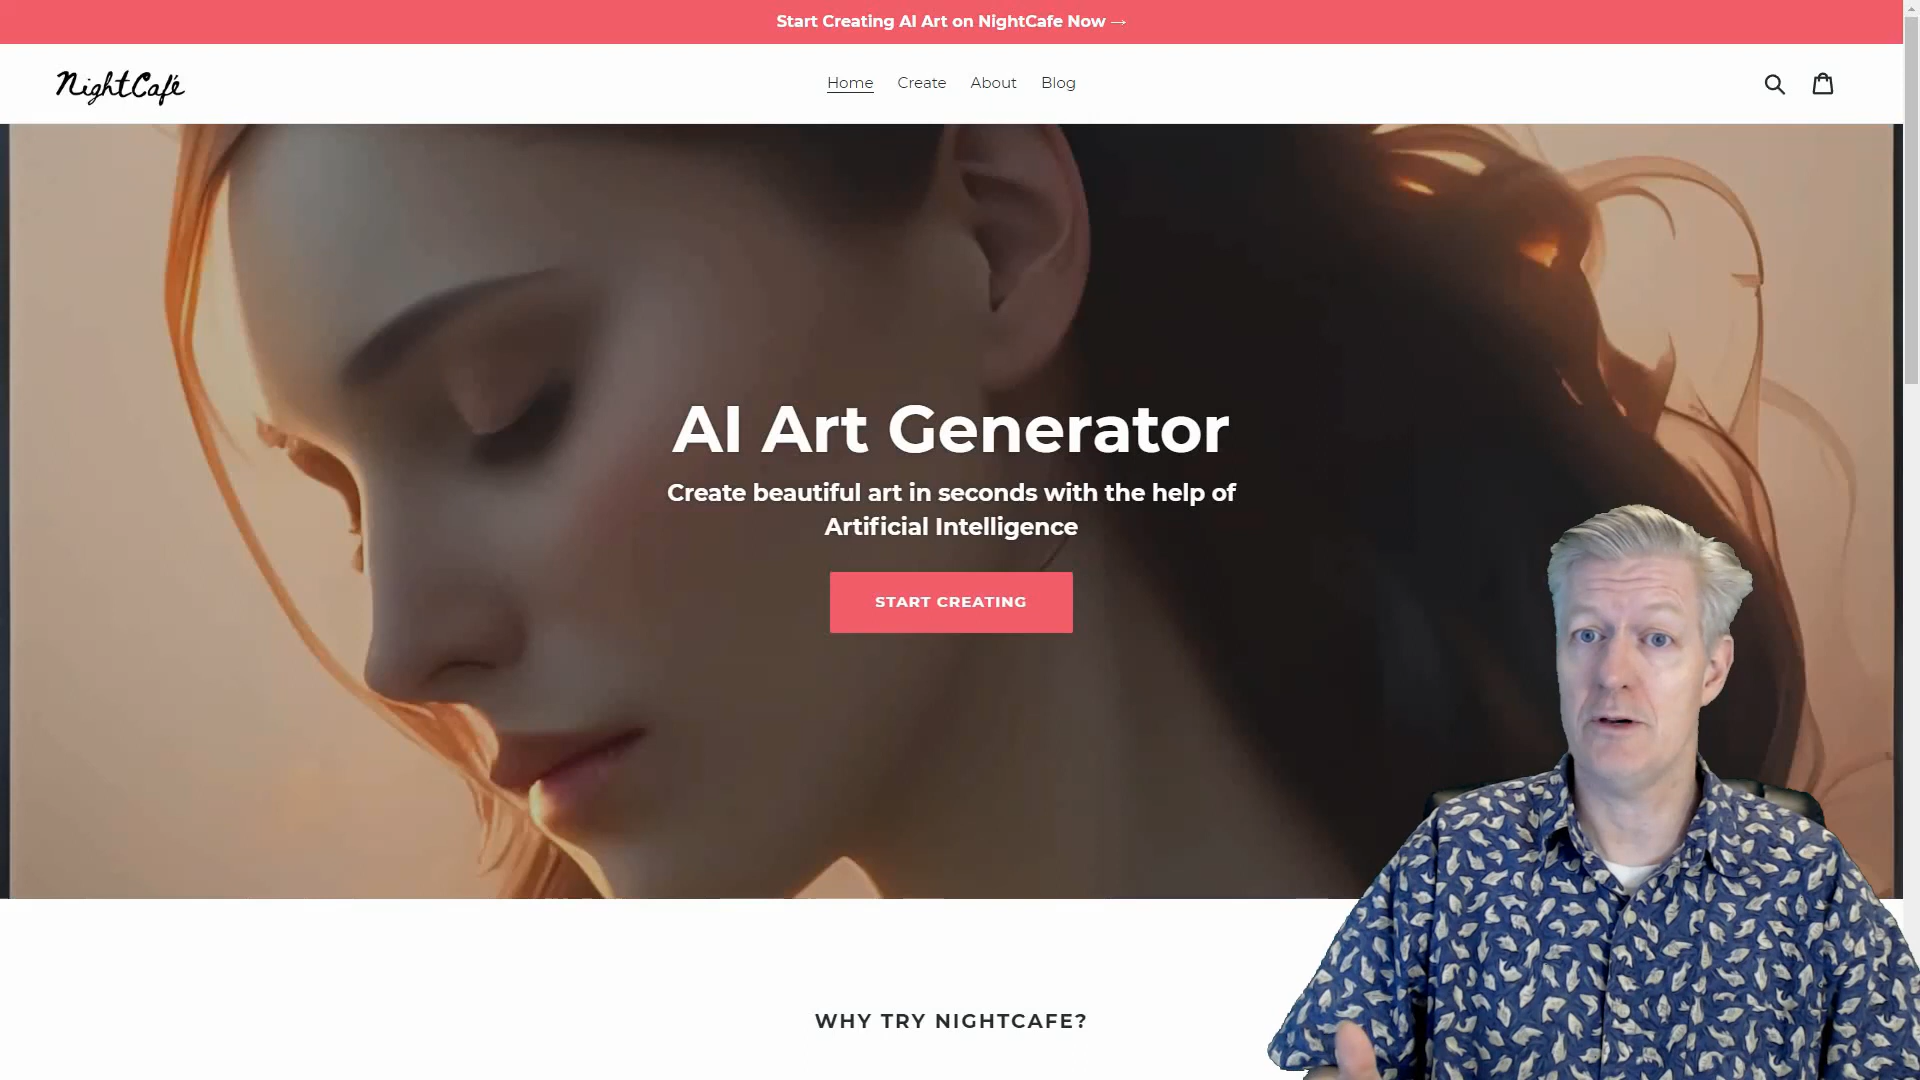 Start Creating AI Art on NightCafe Now →
NightCafé
Home Create About Blog
AI Art Generator
Create beautiful art in seconds with the help of
Artificial Intelligence
START CREATING
WHY TRY NIGHTCAFE?